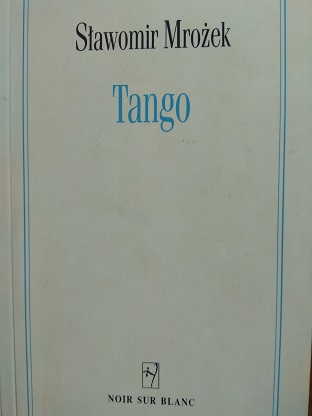 Sławomir Mrożek
Tango
NOIR SUR BLANC